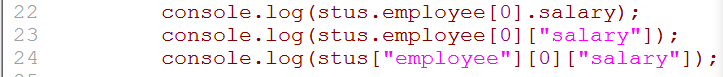 22 console.log(stus.employee[0].salary);
23 console.log(stus.employee[0]["salary"]);
24 console.log(stus["employee"][0]["salary"]);